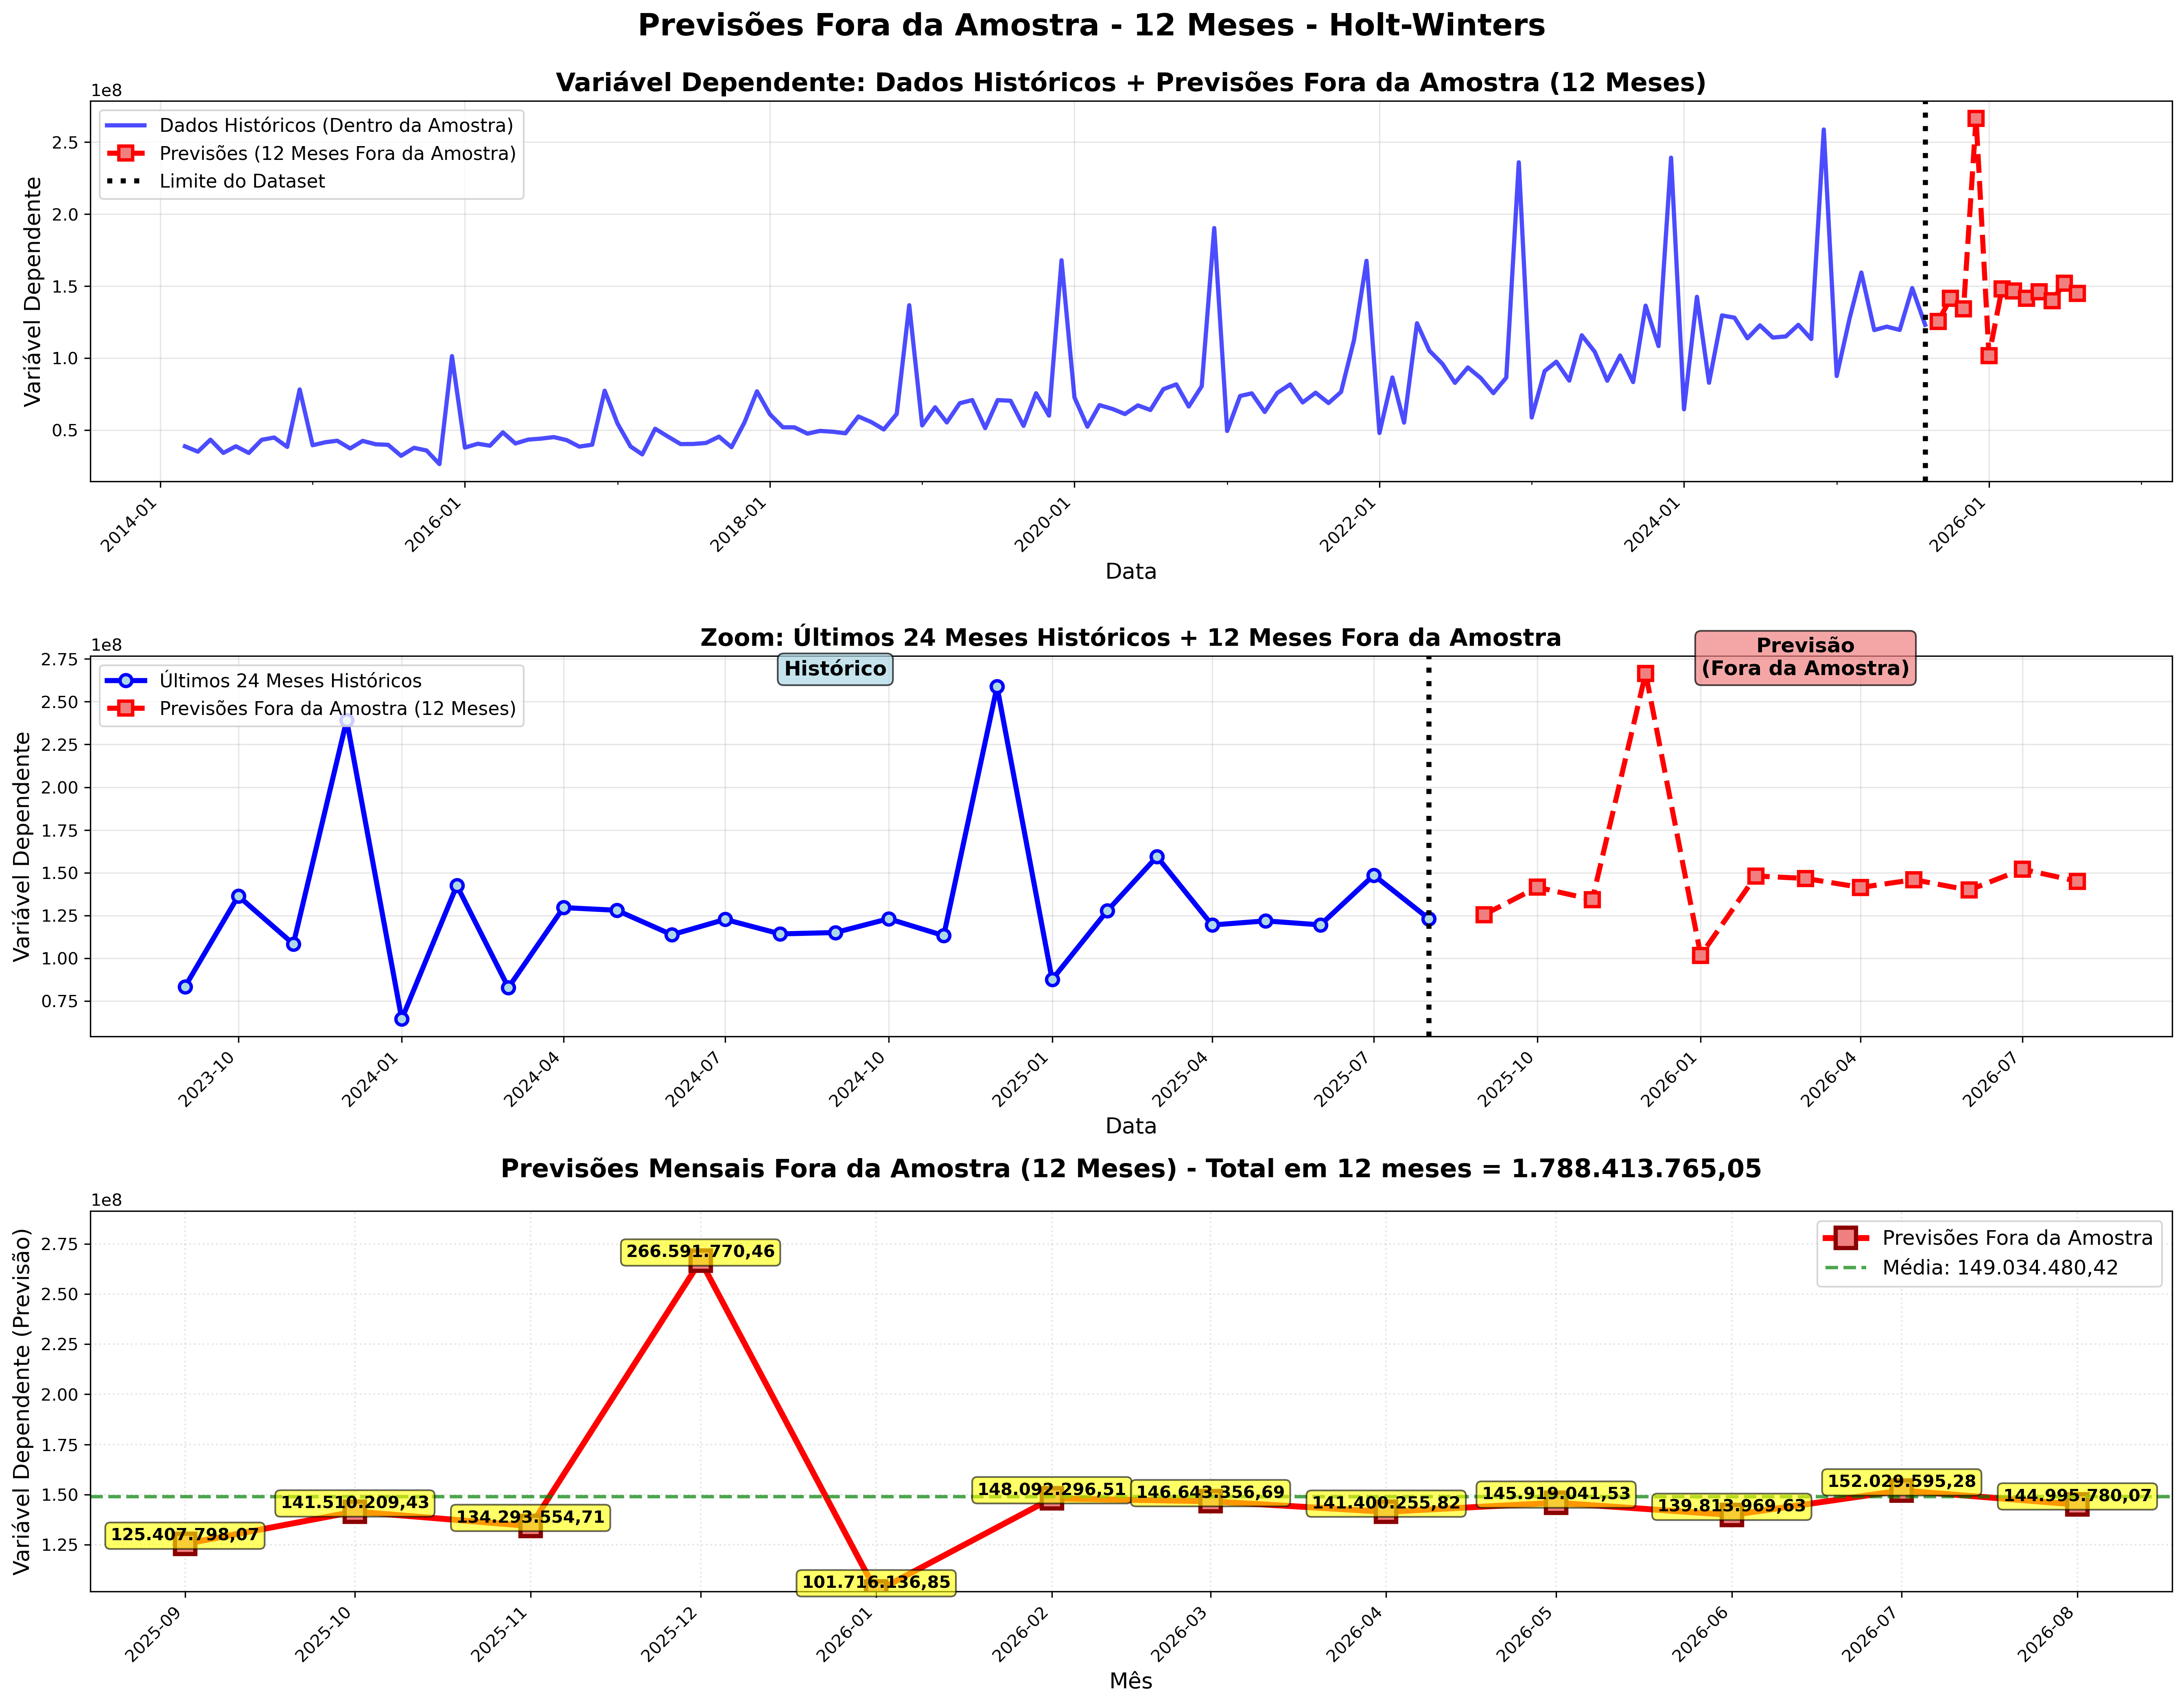 Previsões Fora da Amostra - 12 Meses - Holt-Winters
Variável Dependente: Dados Históricos + Previsões Fora da Amostra (12 Meses)
1e8
Dados Históricos (Dentro da Amostra)
Previsões (12 Meses Fora da Amostra)
Limite do Dataset
Variável Dependente
2.5
2.0
1.5
1.0
0.5
2014-01
2016-01
2018-01
2020-01
2022-01
2024-01
2026-01
Data
Zoom: Últimos 24 Meses Históricos + 12 Meses Fora da Amostra
1e8
Últimos 24 Meses Históricos
Previsões Fora da Amostra (12 Meses)
Histórico
Previsão
(Fora da Amostra)
Variável Dependente
2.75
2.50
2.25
2.00
1.75
1.50
1.25
1.00
0.75
2023-10
2024-01
2024-04
2024-07
2024-10
2025-01
2025-04
2025-07
2025-10
2026-01
2026-04
2026-07
Data
Previsões Mensais Fora da Amostra (12 Meses) - Total em 12 meses = 1.788.413.765,05
1e8
Previsões Fora da Amostra
Média: 149.034.480,42
Variável Dependente (Previsão)
2.75
2.50
2.25
2.00
1.75
1.50
1.25
125.407.798,07
141.510.209,43
134.293.554,71
266.591.770,46
101.716.136,85
148.092.296,51
146.643.356,69
141.400.255,82
145.919.041,53
139.813.969,63
152.029.595,28
144.995.780,07
2025-09
2025-10
2025-11
2025-12
2026-01
2026-02
2026-03
2026-04
2026-05
2026-06
2026-07
2026-08
Mês